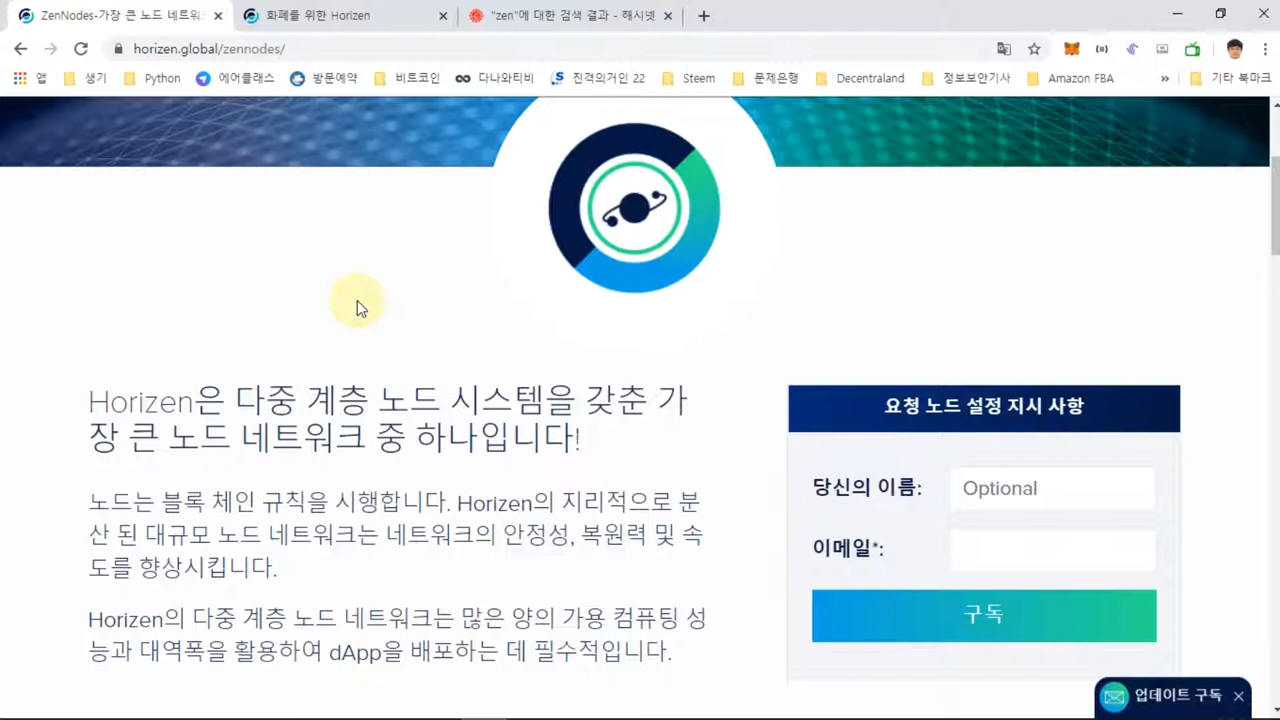 ZenNodes-가장 큰 노드 네트워
화폐를 위한 Horizen
"zen"에 대한 검색 결과 - 해시넷
horizen.global/zennodes/
앱
생기
Python
에어클래스
방문예약
비트코인
다나와티비
진격의거인 22
Steem
문제은행
Decentraland
정보보안기사
Amazon FBA
»
기타 북마크
Horizen은 다중 계층 노드 시스템을 갖춘 가
장 큰 노드 네트워크 중 하나입니다!
노드는 블록 체인 규칙을 시행합니다. Horizen의 지리적으로 분
산 된 대규모 노드 네트워크는 네트워크의 안정성, 복원력 및 속
도를 향상시킵니다.
Horizen의 다중 계층 노드 네트워크는 많은 양의 가용 컴퓨팅 성
능과 대역폭을 활용하여 dApp을 배포하는 데 필수적입니다.
요청 노드 설정 지시 사항
당신의 이름:
Optional
이메일*:
구독
업데이트 구독